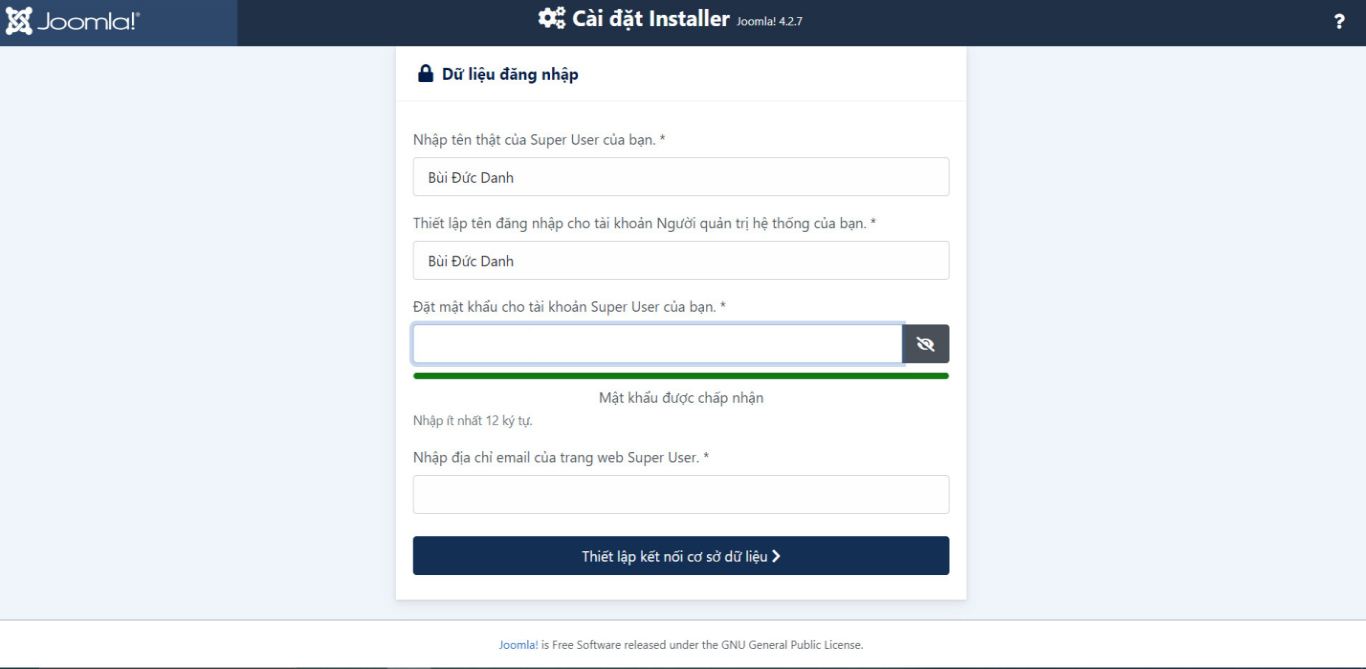 Joomla!®
Cài đặt Installer Joomla! 4.2.7
?
Dữ liệu đăng nhập
Nhập tên thật của Super User của bạn. *
Bùi Đức Danh
Thiết lập tên đăng nhập cho tài khoản Người quản trị hệ thống của bạn. *
Bùi Đức Danh
Đặt mật khẩu cho tài khoản Super User của bạn. *
Mật khẩu được chấp nhận
Nhập ít nhất 12 ký tự.
Nhập địa chỉ email của trang web Super User. *
Thiết lập kết nối cơ sở dữ liệu
Joomla! is Free Software released under the GNU General Public License.